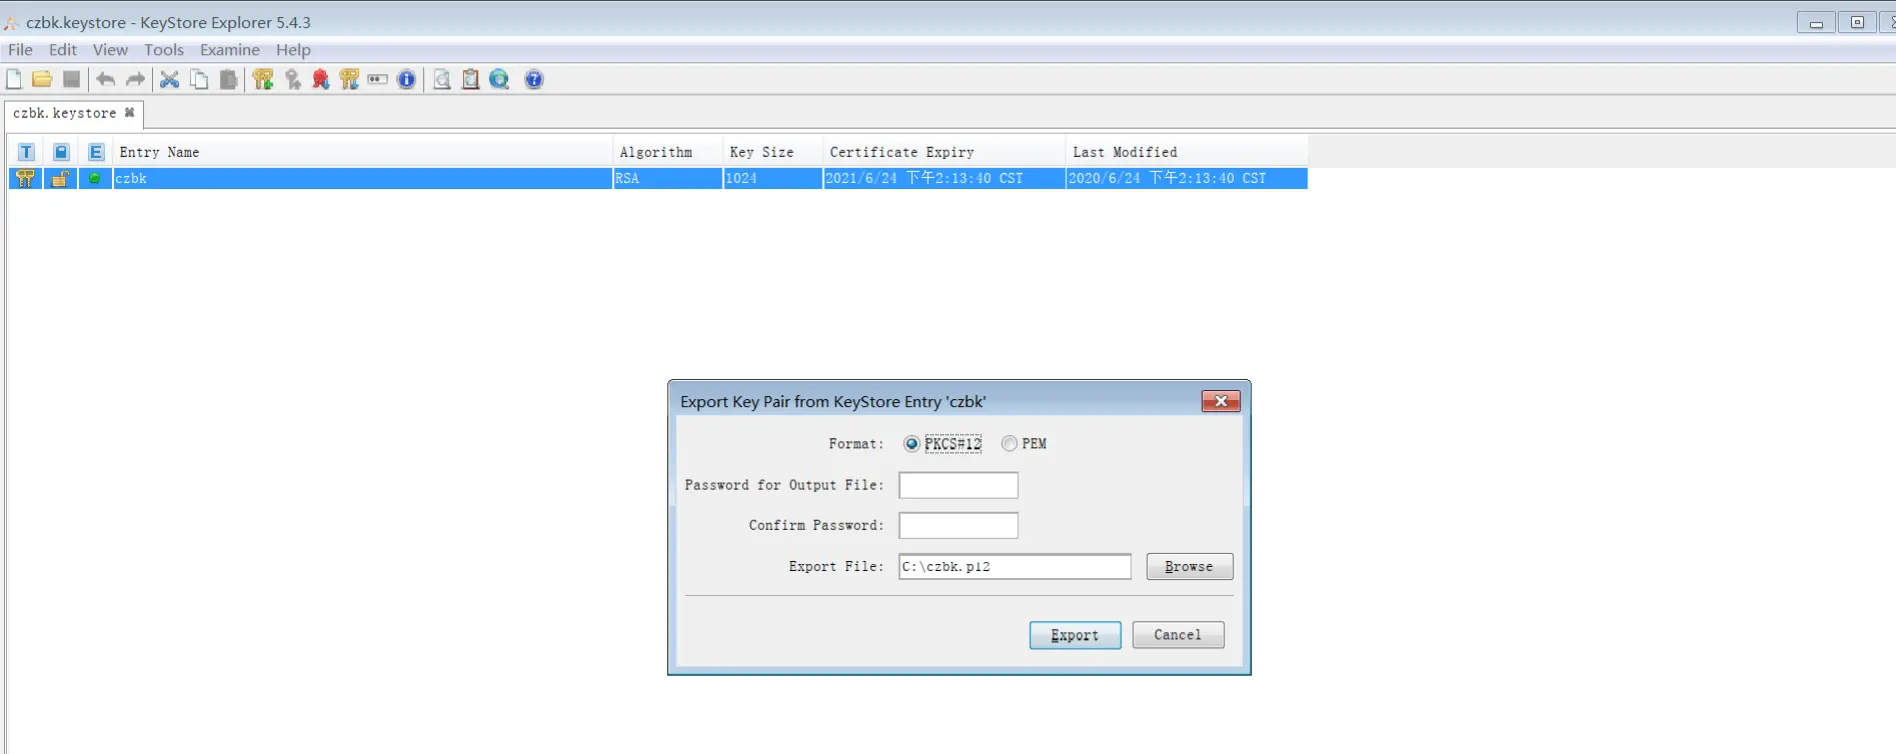 czbk.keystore - KeyStore Explorer 5.4.3
File Edit View Tools Examine Help
czbk.keystore
T E Entry Name Algorithm Key Size Certificate Expiry Last Modified
czbk RSA 1024 2021/6/24 下午2:13:40 CST 2020/6/24 下午2:13:40 CST
Export Key Pair from KeyStore Entry 'czbk'
Format: PKCS#12 PEM
Password for Output File:
Confirm Password:
Export File: C:\czbk.p12 Browse
Export Cancel